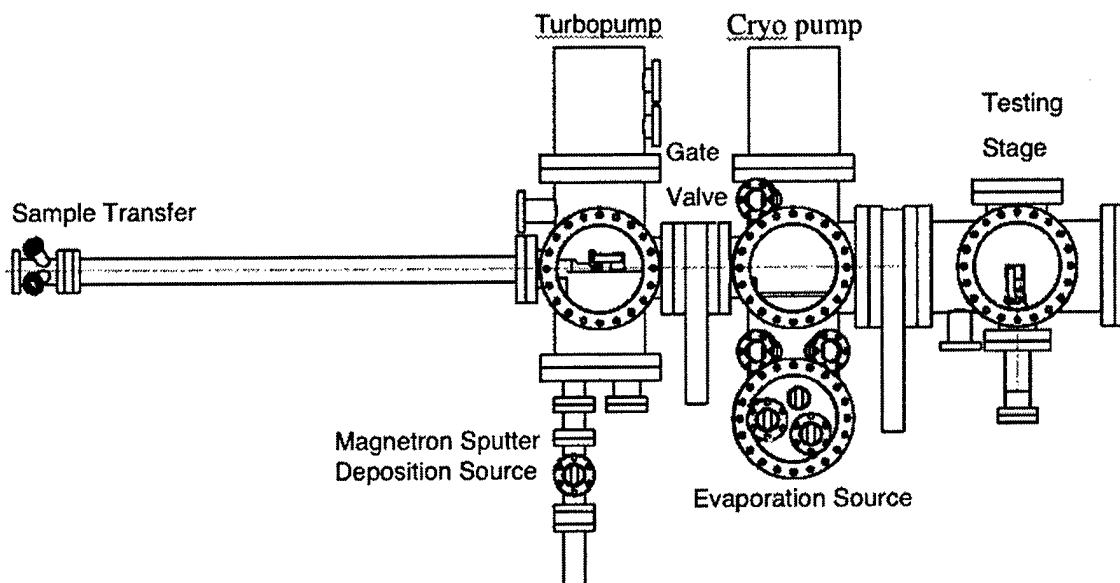 Turbopump
Cryo pump
Testing
Stage
Gate
Valve
Sample Transfer
Magnetron Sputter
Deposition Source
Evaporation Source